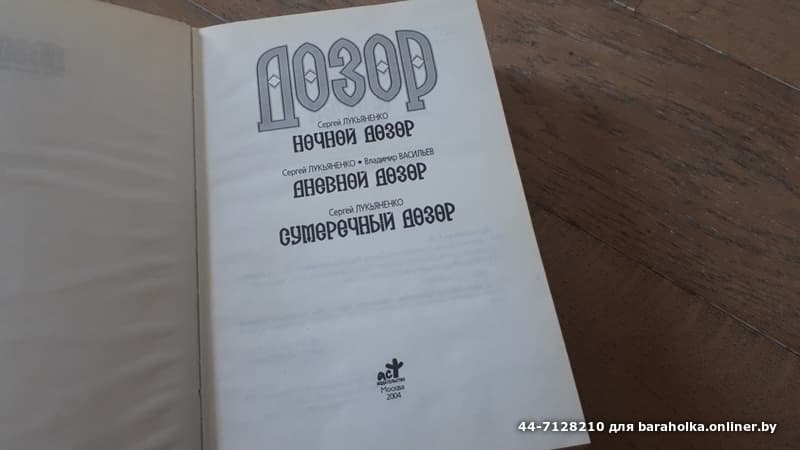 ДОЗОР
Сергей ЛУКЬЯНЕНКО
НОЧНОЙ ДОЗОР
Сергей ЛУКЬЯНЕНКО • Владимир ВАСИЛЬЕВ
ДНЕВНОЙ ДОЗОР
Сергей ЛУКЬЯНЕНКО
СУМЕРЕЧНЫЙ ДОЗОР
аст
ИЗДАТЕЛЬСТВО
Москва
2004
44-7128210 для baraholka.onliner.by